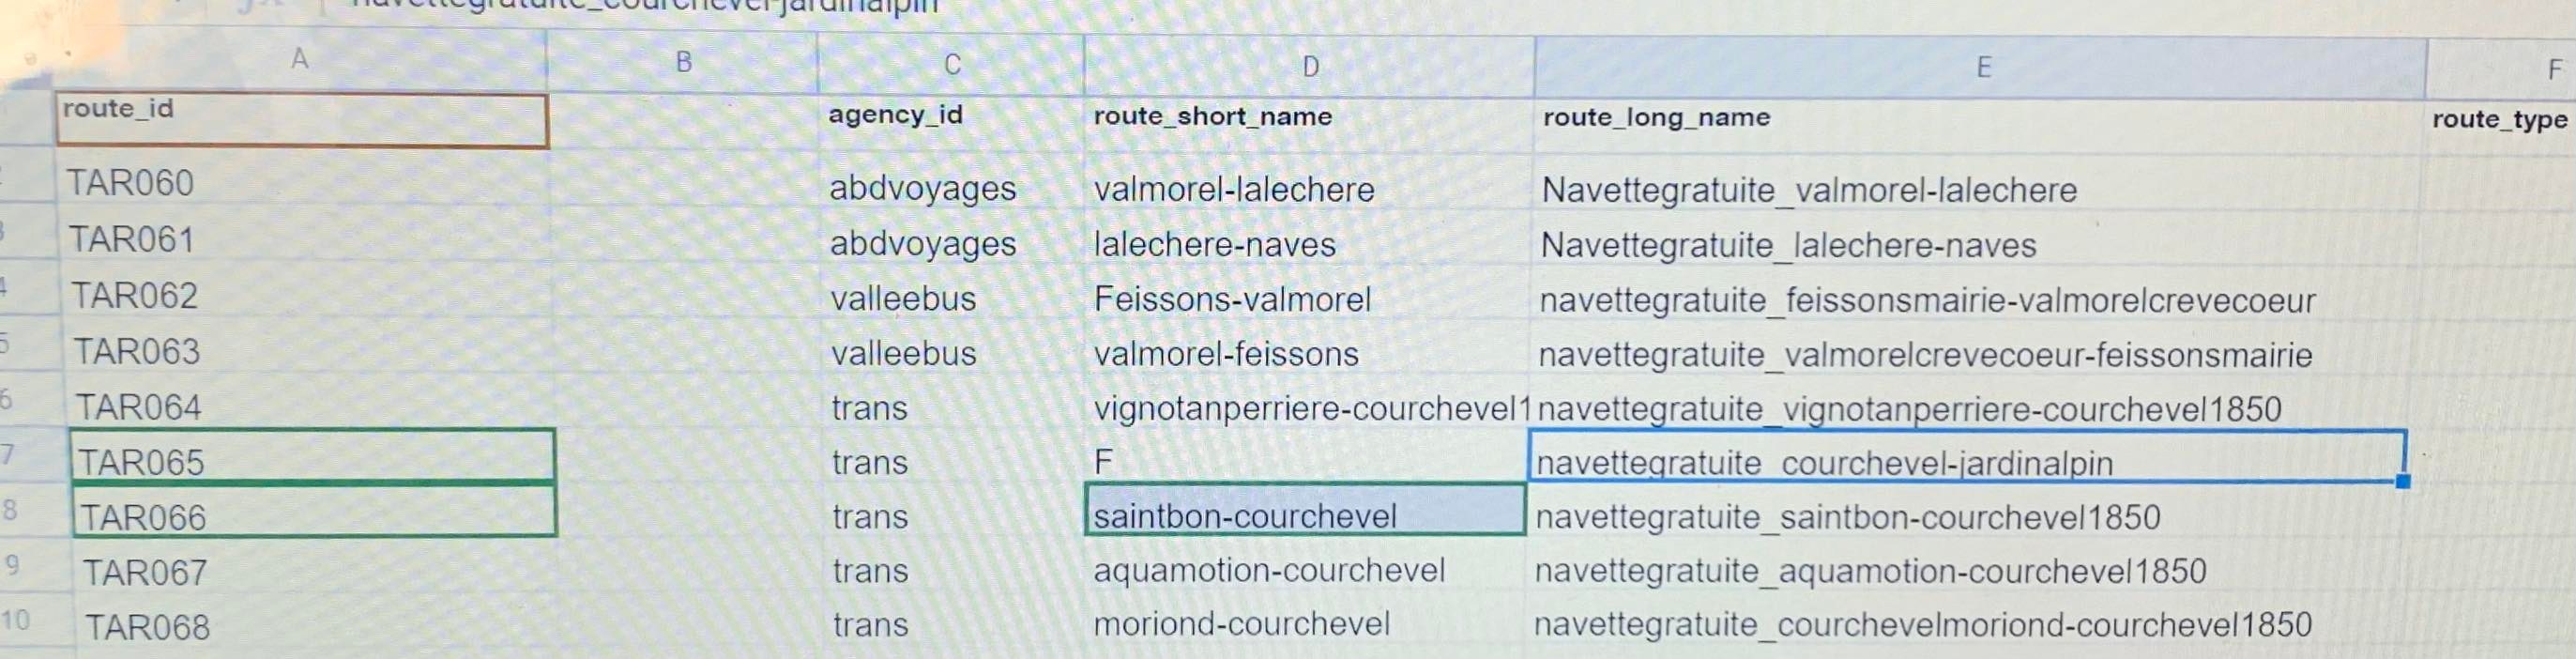 navettegratuite_courchevel-jardinalpin
A B C D E F
route_id agency_id route_short_name route_long_name route_type
TAR060 abdvoyages valmorel-lalechere Navettegratuite_valmorel-lalechere
3 TAR061 abdvoyages lalechere-naves Navettegratuite_lalechere-naves
4 TAR062 valleebus Feissons-valmorel navettegratuite_feissonsmairie-valmorelcrevecoeur
5 TAR063 valleebus valmorel-feissons navettegratuite_valmorelcrevecoeur-feissonsmairie
6 TAR064 trans vignotanperriere-courchevel1 navettegratuite_vignotanperriere-courchevel1850
7 TAR065 trans F navettegratuite_courchevel-jardinalpin
8 TAR066 trans saintbon-courchevel navettegratuite_saintbon-courchevel1850
9 TAR067 trans aquamotion-courchevel navettegratuite_aquamotion-courchevel1850
10 TAR068 trans moriond-courchevel navettegratuite_courchevelmoriond-courchevel1850